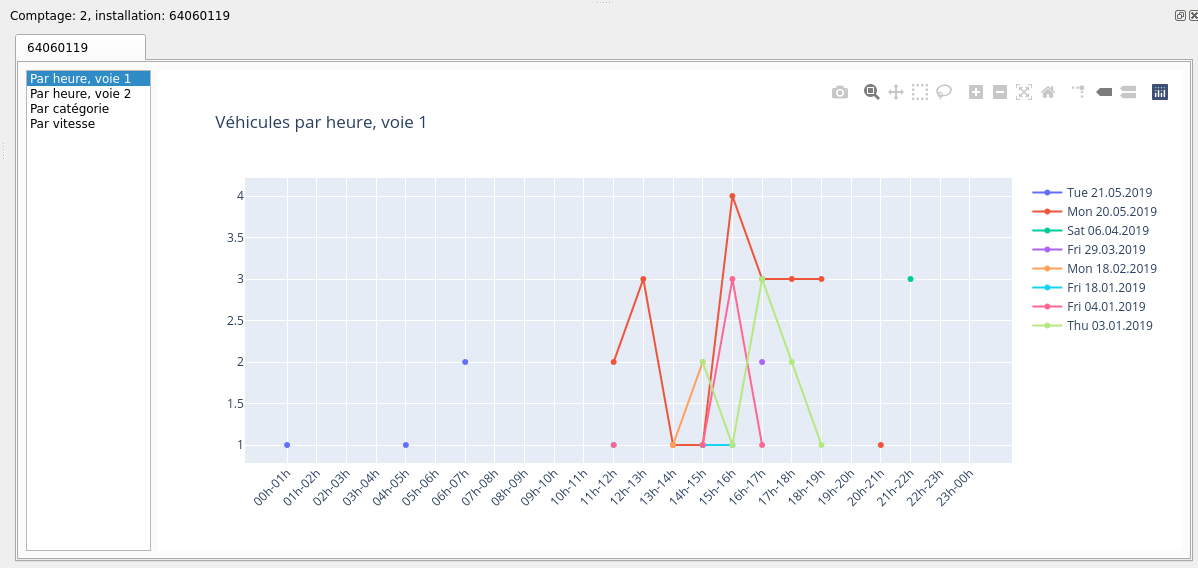 Comptage: 2, installation: 64060119
64060119
Par heure, voie 1
Par heure, voie 2
Par catégorie
Par vitesse
Véhicules par heure, voie 1
4
3.5
3
2.5
2
1.5
1
00h-01h
01h-02h
02h-03h
03h-04h
04h-05h
05h-06h
06h-07h
07h-08h
08h-09h
09h-10h
10h-11h
11h-12h
12h-13h
13h-14h
14h-15h
15h-16h
16h-17h
17h-18h
18h-19h
19h-20h
20h-21h
21h-22h
22h-23h
23h-00h
Tue 21.05.2019
Mon 20.05.2019
Sat 06.04.2019
Fri 29.03.2019
Mon 18.02.2019
Fri 18.01.2019
Fri 04.01.2019
Thu 03.01.2019